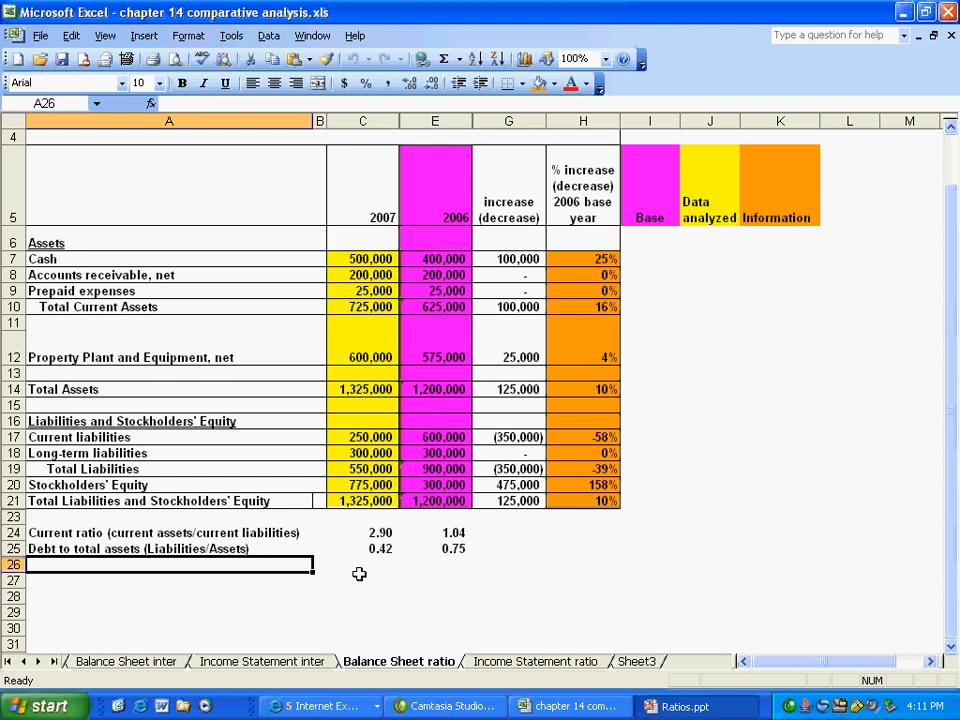 Microsoft Excel - chapter 14 comparative analysis.xls
File Edit View Insert Format Tools Data Window Help Type a question for help
100%
Arial 10 B I U $ % ,
A26 fx
A B C E G H I J K L M
4
5 2007 2006 increase (decrease) % increase (decrease) 2006 base year Base Data analyzed Information
6 Assets
7 Cash 500,000 400,000 100,000 25%
8 Accounts receivable, net 200,000 200,000 - 0%
9 Prepaid expenses 25,000 25,000 - 0%
10 Total Current Assets 725,000 625,000 100,000 16%
11
12 Property Plant and Equipment, net 600,000 575,000 25,000 4%
13
14 Total Assets 1,325,000 1,200,000 125,000 10%
15
16 Liabilities and Stockholders' Equity
17 Current liabilities 250,000 600,000 (350,000) -58%
18 Long-term liabilities 300,000 300,000 - 0%
19 Total Liabilities 550,000 900,000 (350,000) -39%
20 Stockholders' Equity 775,000 300,000 475,000 158%
21 Total Liabilities and Stockholders' Equity 1,325,000 1,200,000 125,000 10%
23
24 Current ratio (current assets/current liabilities) 2.90 1.04
25 Debt to total assets (Liabilities/Assets) 0.42 0.75
26
27
28
29
30
31
Balance Sheet inter Income Statement inter Balance Sheet ratio Income Statement ratio Sheet3
Ready NUM
start 5 Internet Ex... Camtasia Studio... chapter 14 com... Ratios.ppt 4:11 PM